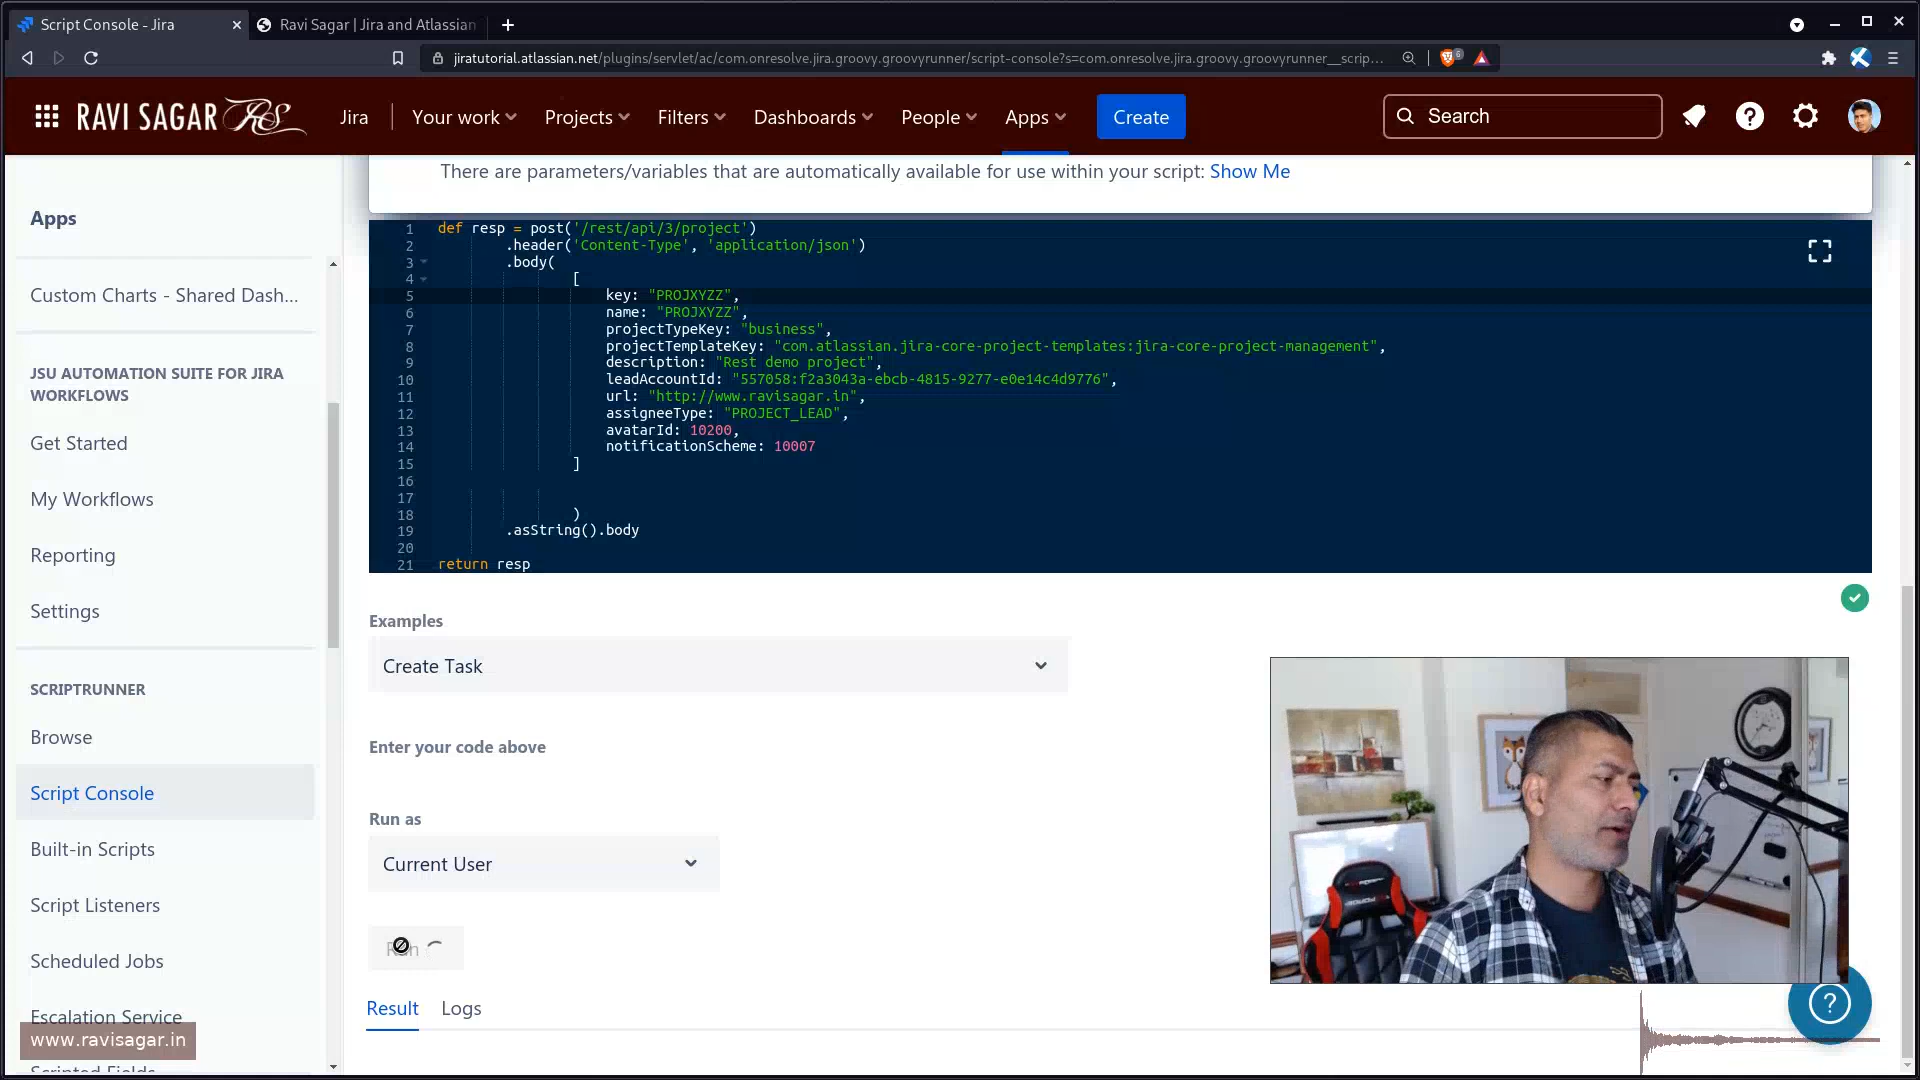 Script Console - Jira
Ravi Sagar | Jira and Atlassian
jiratutorial.atlassian.net/plugins/servlet/ac/com.onresolve.jira.groovy.groovyrunner/script-console?s=com.onresolve.jira.groovy.groovyrunner__scrip...
6
RAVI SAGAR RS
Jira
Your work
Projects
Filters
Dashboards
People
Apps
Create
Search
There are parameters/variables that are automatically available for use within your script: Show Me
Apps
Custom Charts - Shared Dash...
JSU AUTOMATION SUITE FOR JIRA
WORKFLOWS
Get Started
My Workflows
Reporting
Settings
SCRIPTRUNNER
Browse
Script Console
Built-in Scripts
Script Listeners
Scheduled Jobs
Escalation Service
www.ravisagar.in
Scripted Fields
1 def resp = post('/rest/api/3/project')
2 .header('Content-Type', 'application/json')
3 .body(
4 [
5 key: "PROJXYZZ",
6 name: "PROJXYZZ",
7 projectTypeKey: "business",
8 projectTemplateKey: "com.atlassian.jira-core-project-templates:jira-core-project-management",
9 description: "Rest demo project",
10 leadAccountId: "557058:f2a3043a-ebcb-4815-9277-e0e14c4d9776",
11 url: "http://www.ravisagar.in",
12 assigneeType: "PROJECT_LEAD",
13 avatarId: 10200,
14 notificationScheme: 10007
15 ]
16
17
18 )
19 .asString().body
20
21 return resp
Examples
Create Task
Enter your code above
Run as
Current User
Run
Result
Logs